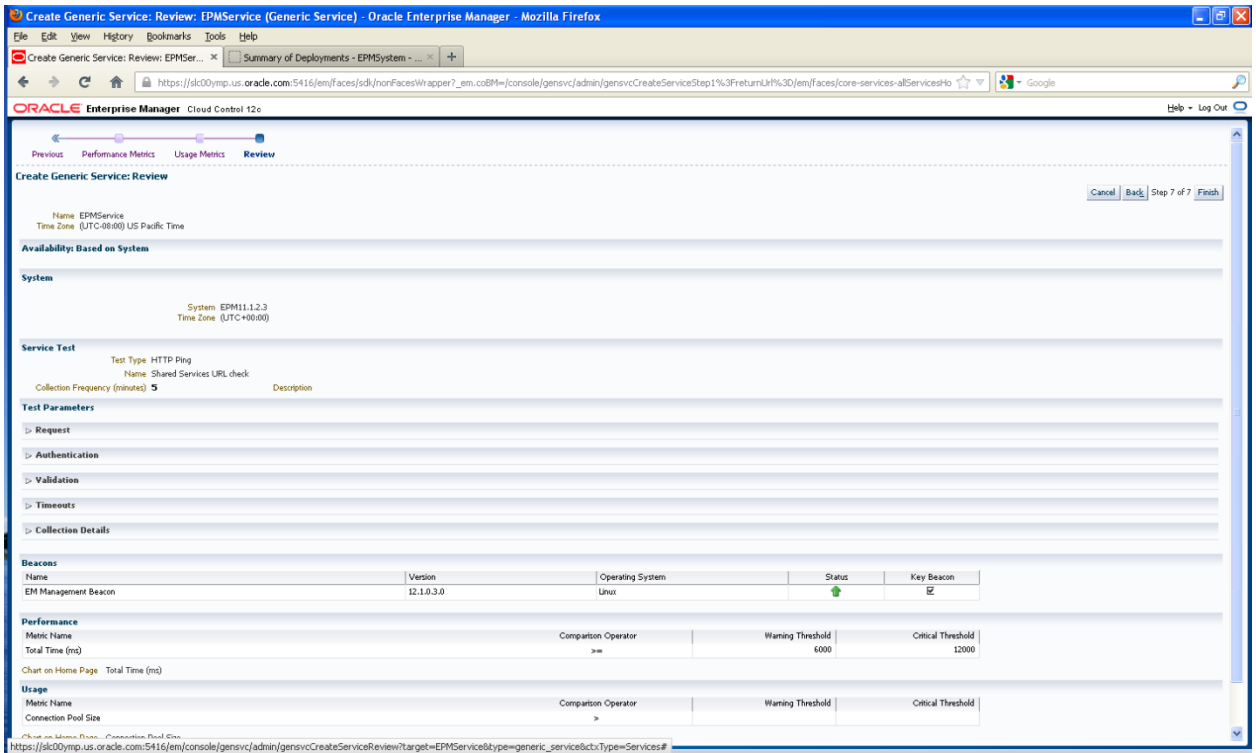 Create Generic Service: Review: EPMService (Generic Service) - Oracle Enterprise Manager - Mozilla Firefox
File Edit View History Bookmarks Tools Help
Create Generic Service: Review: EPMSer... × Summary of Deployments - EPMSystem - ... × +
https://slc00ymp.us.oracle.com:5416/em/faces/sdk/nonFacesWrapper?_em.coBM=/console/gensvc/admin/gensvcCreateServiceStep1%3FreturnUrl%3D/em/faces/core-services-allServicesHo Google
ORACLE Enterprise Manager Cloud Control 12c Help Log Out
Previous Performance Metrics Usage Metrics Review
Create Generic Service: Review
Cancel Back Step 7 of 7 Finish
Name EPMService
Time Zone (UTC-08:00) US Pacific Time
Availability: Based on System
System
System EPM11.1.2.3
Time Zone (UTC+00:00)
Service Test
Test Type HTTP Ping
Name Shared Services URL check
Collection Frequency (minutes) 5 Description
Test Parameters
Request
Authentication
Validation
Timeouts
Collection Details
Beacons
Name Version Operating System Status Key Beacon
EM Management Beacon 12.1.0.3.0 Linux
Performance
Metric Name Comparison Operator Warning Threshold Critical Threshold
Total Time (ms) >= 6000 12000
Chart on Home Page Total Time (ms)
Usage
Metric Name Comparison Operator Warning Threshold Critical Threshold
Connection Pool Size >
Chart on Home Page Connection Pool Size
https://slc00ymp.us.oracle.com:5416/em/console/gensvc/admin/gensvcCreateServiceReview?target=EPMService&type=generic_service&ctxType=Services#